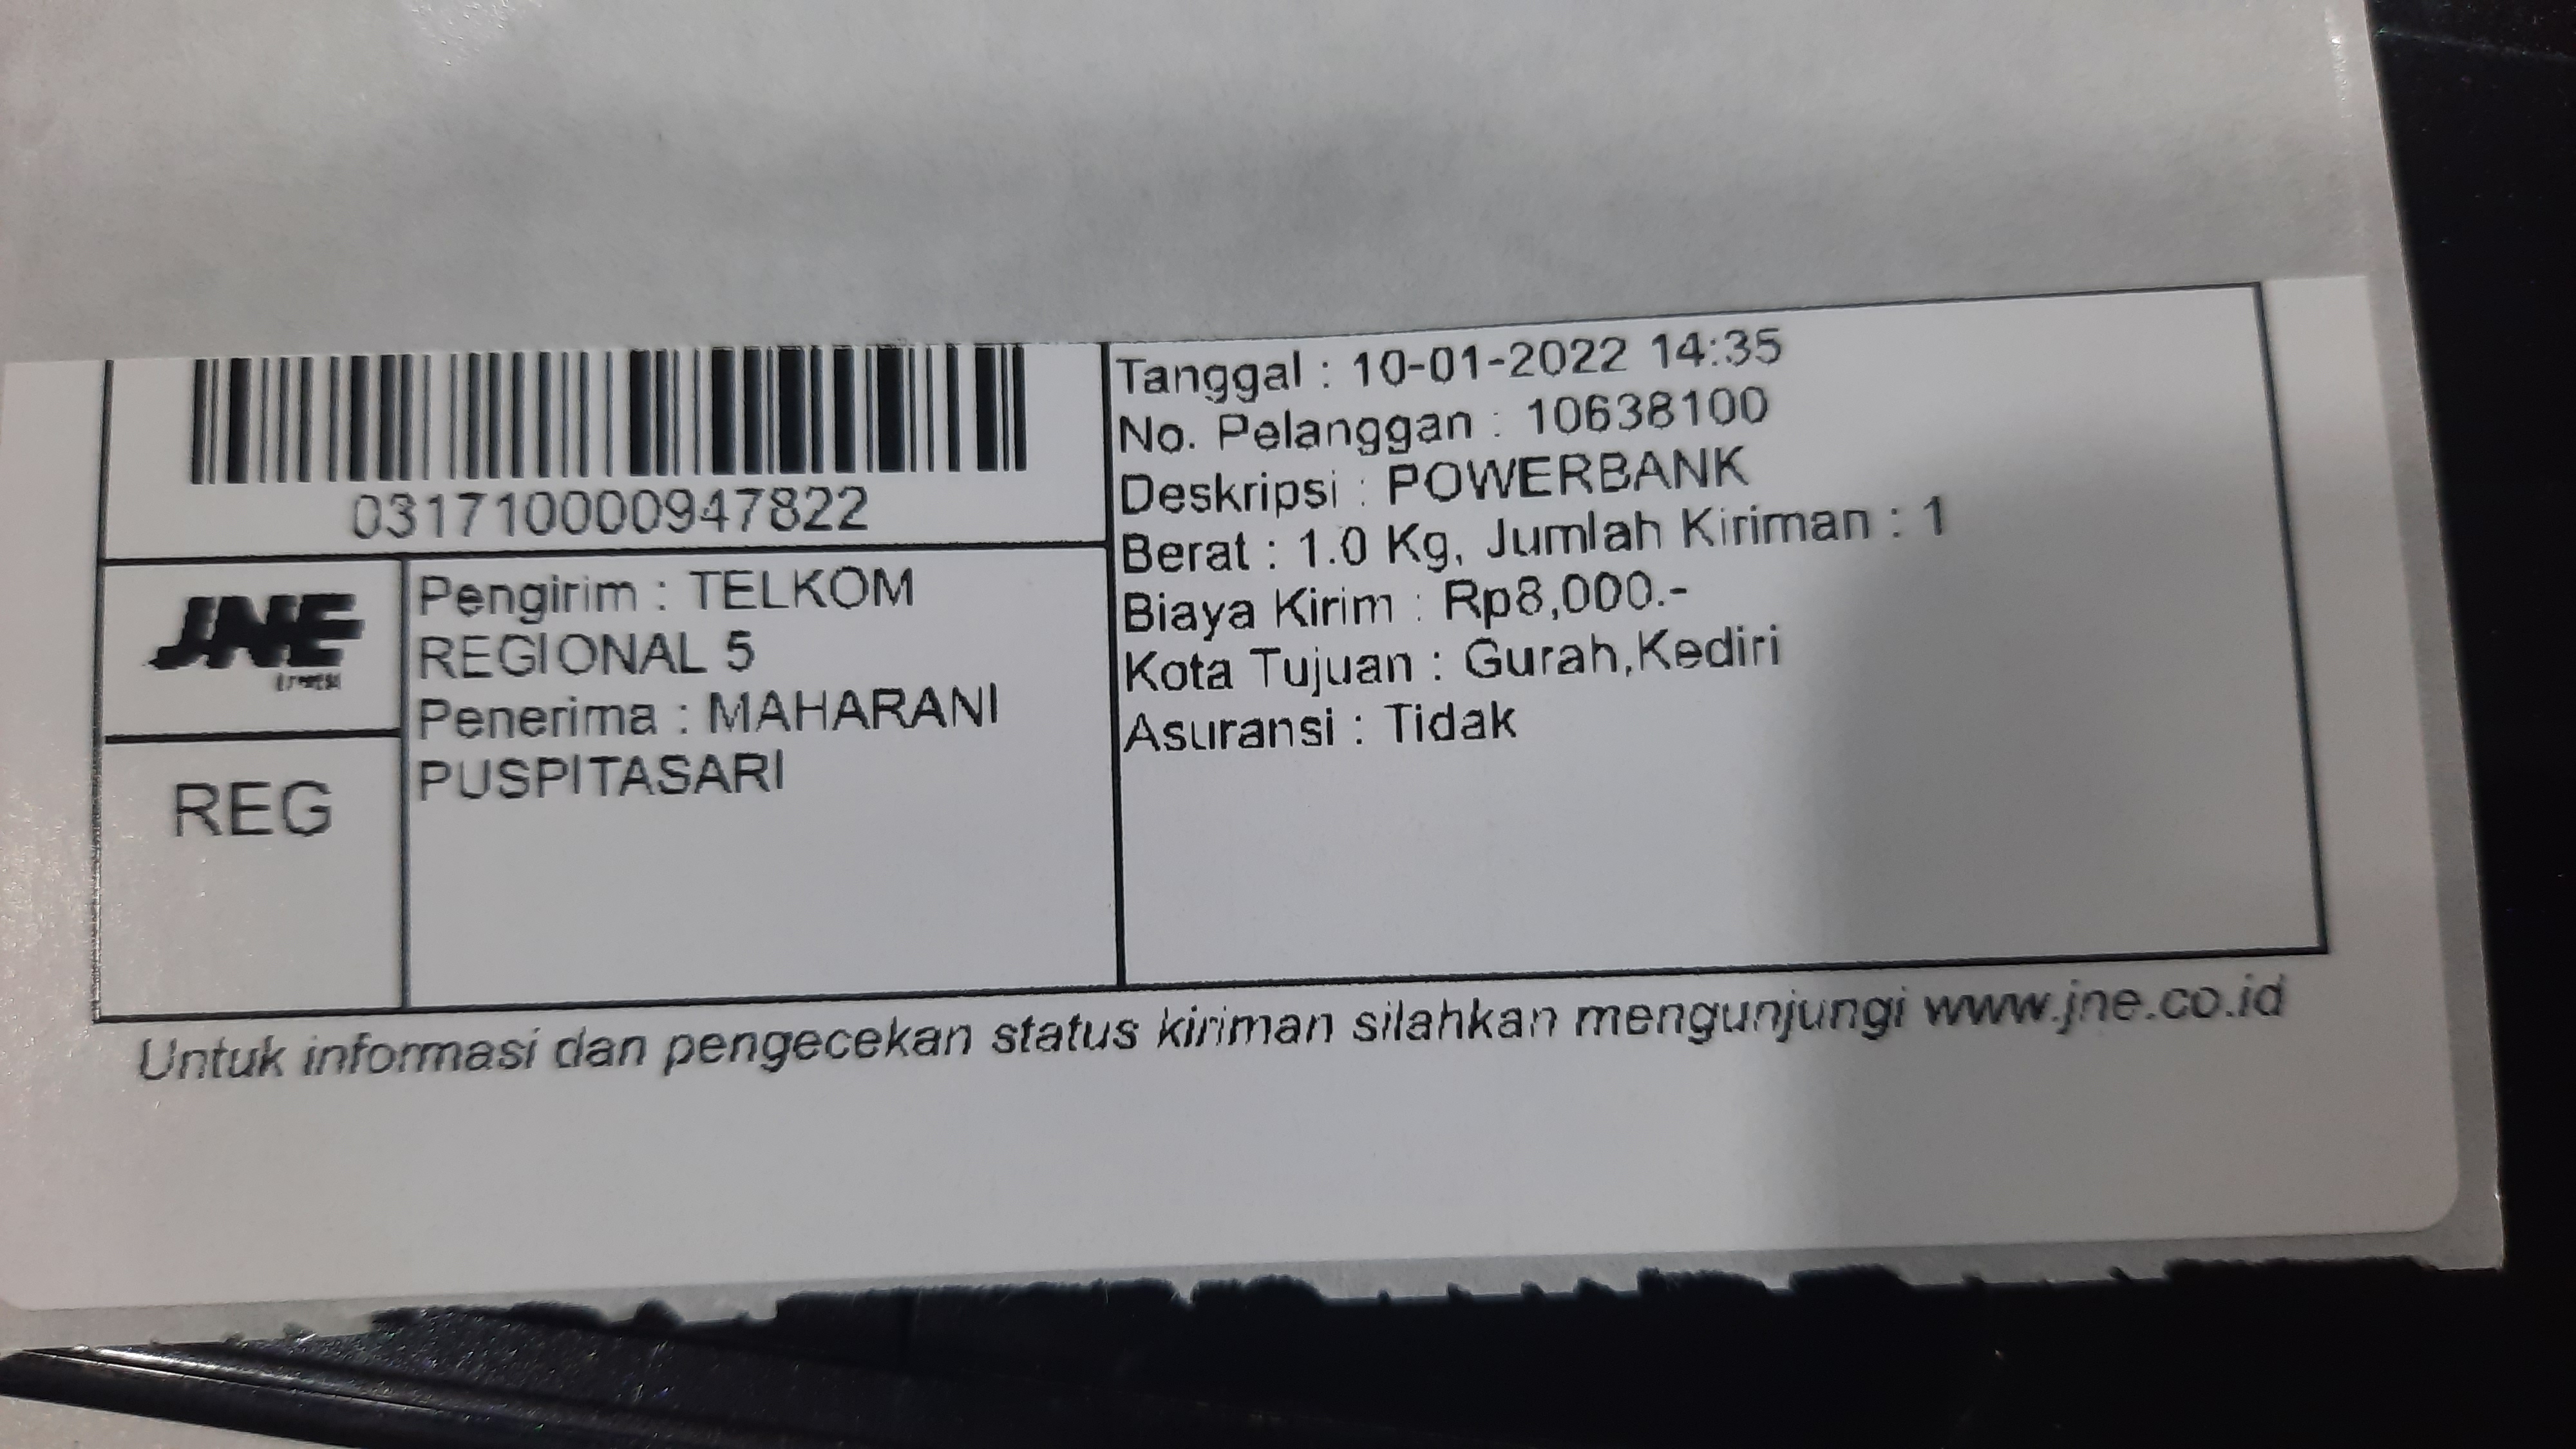 031710000947822
JNE
EXPRESS
REG
Pengirim : TELKOM
REGIONAL 5
Penerima : MAHARANI
PUSPITASARI
Tanggal : 10-01-2022 14:35
No. Pelanggan : 10638100
Deskripsi : POWERBANK
Berat : 1.0 Kg, Jumlah Kiriman : 1
Biaya Kirim : Rp8,000.-
Kota Tujuan : Gurah,Kediri
Asuransi : Tidak
Untuk informasi dan pengecekan status kiriman silahkan mengunjungi www.jne.co.id